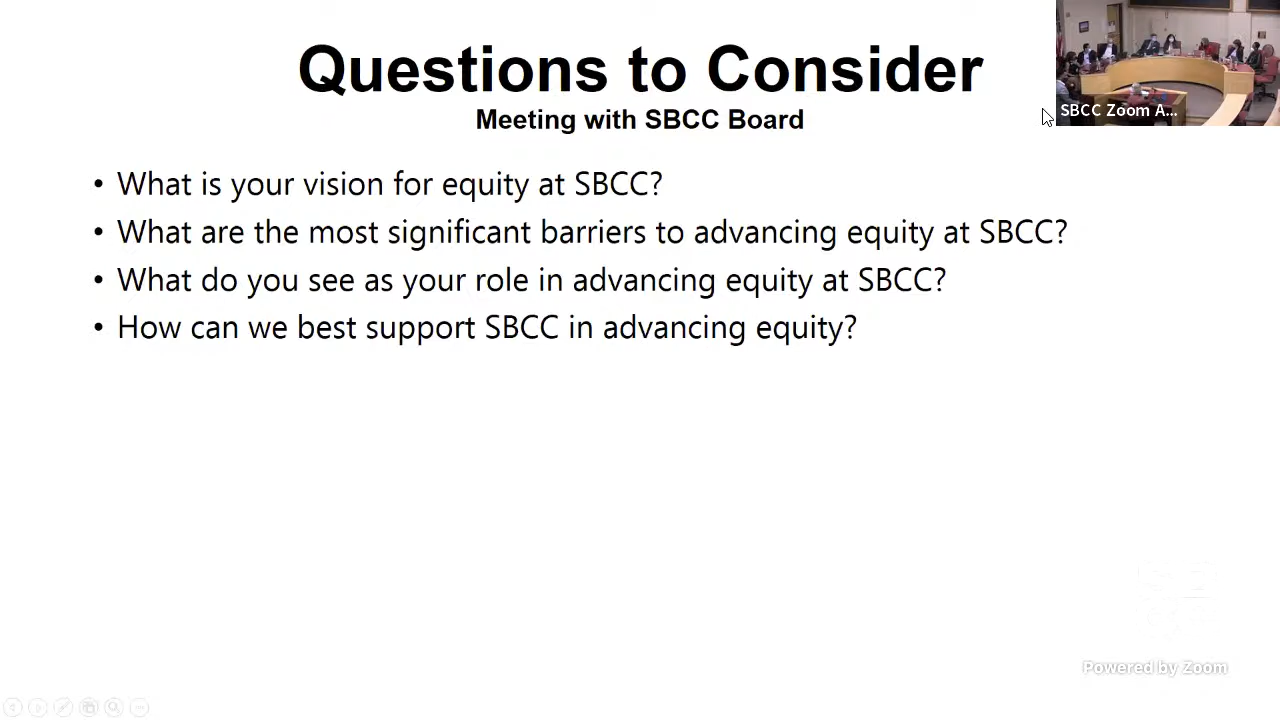 Questions to Consider
Meeting with SBCC Board
SBCC Zoom A...
• What is your vision for equity at SBCC?
• What are the most significant barriers to advancing equity at SBCC?
• What do you see as your role in advancing equity at SBCC?
• How can we best support SBCC in advancing equity?
Powered by Zoom